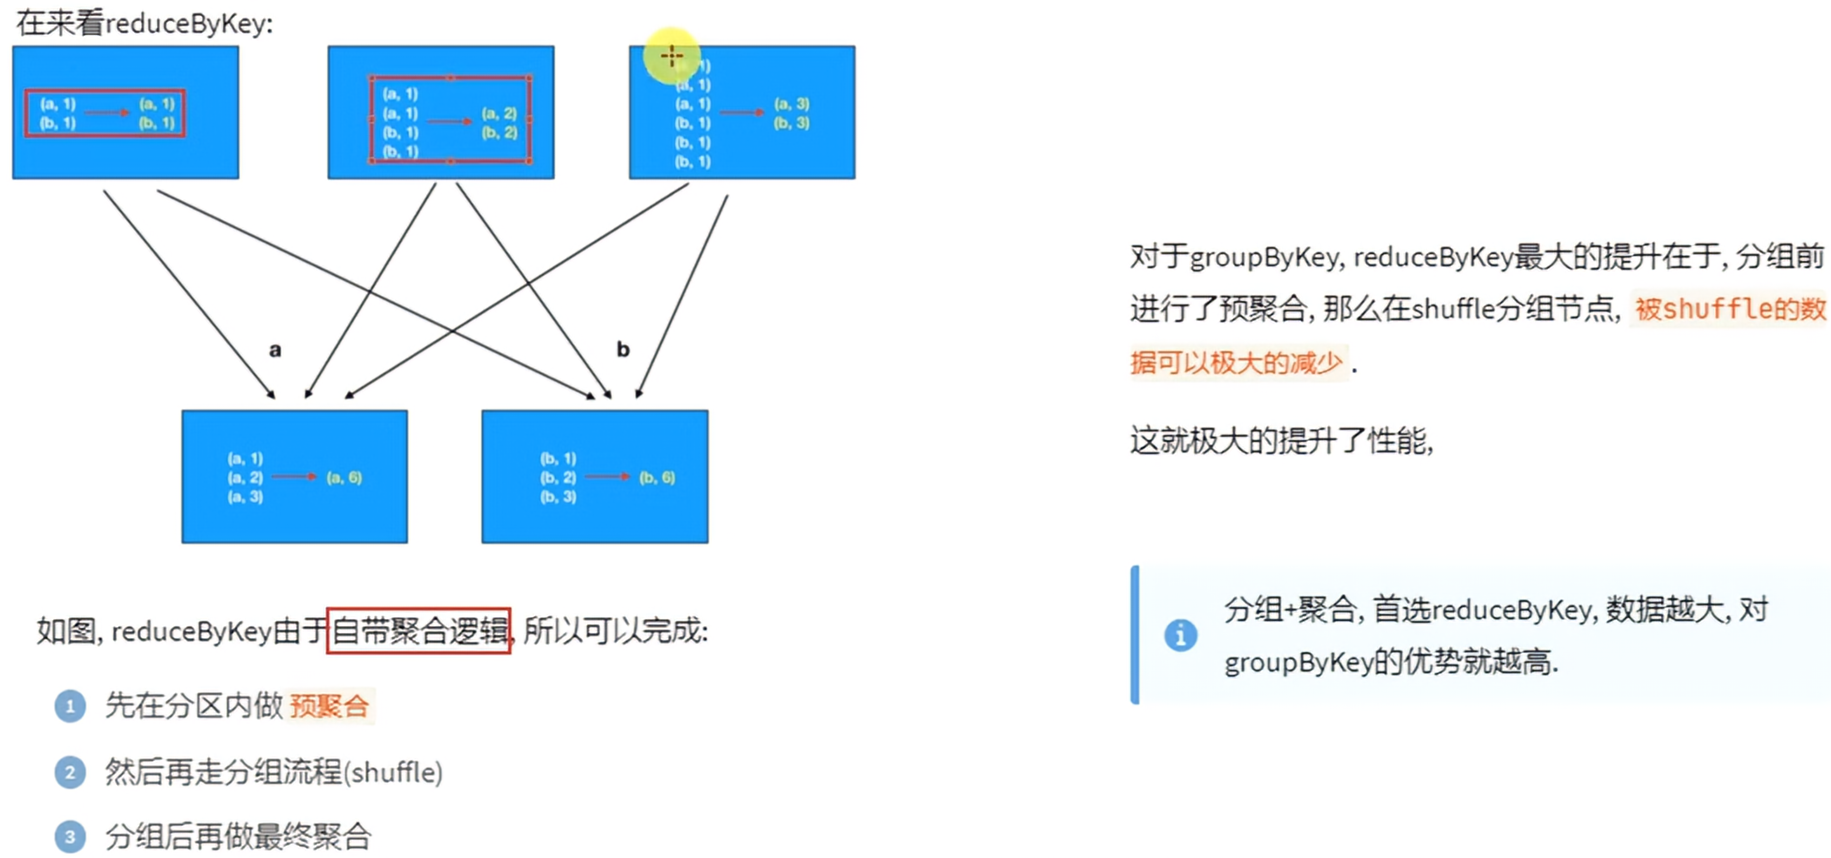 在来看reduceByKey:
(a, 1)
(b, 1)
(a, 1)
(b, 1)
(a, 1)
(a, 1)
(b, 1)
(b, 1)
(a, 2)
(b, 2)
1)
(a, 1)
(a, 1)
(b, 1)
(b, 1)
(b, 1)
(a, 3)
(b, 3)
a
b
(a, 1)
(a, 2)
(a, 3)
(a, 6)
(b, 1)
(b, 2)
(b, 3)
(b, 6)
如图, reduceByKey由于自带聚合逻辑, 所以可以完成:
1 先在分区内做 预聚合
2 然后再走分组流程(shuffle)
3 分组后再做最终聚合
对于groupByKey, reduceByKey最大的提升在于, 分组前
进行了预聚合, 那么在shuffle分组节点, 被shuffle的数
据可以极大的减少.
这就极大的提升了性能,
分组+聚合, 首选reduceByKey, 数据越大, 对
groupByKey的优势就越高.